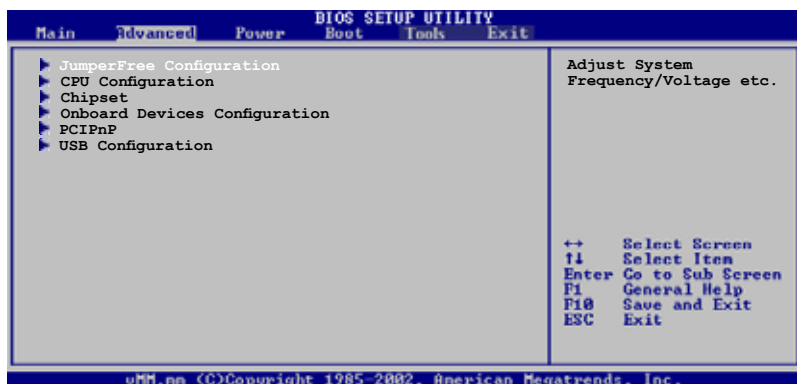 BIOS SETUP UTILITY
Main Advanced Power Boot Tools Exit
JumperFree Configuration
CPU Configuration
Chipset
Onboard Devices Configuration
PCIPnP
USB Configuration
Adjust System
Frequency/Voltage etc.
↔ Select Screen
↑↓ Select Item
Enter Go to Sub Screen
F1 General Help
F10 Save and Exit
ESC Exit
vMM.mm (C)Copyright 1985-2002, American Megatrends, Inc.